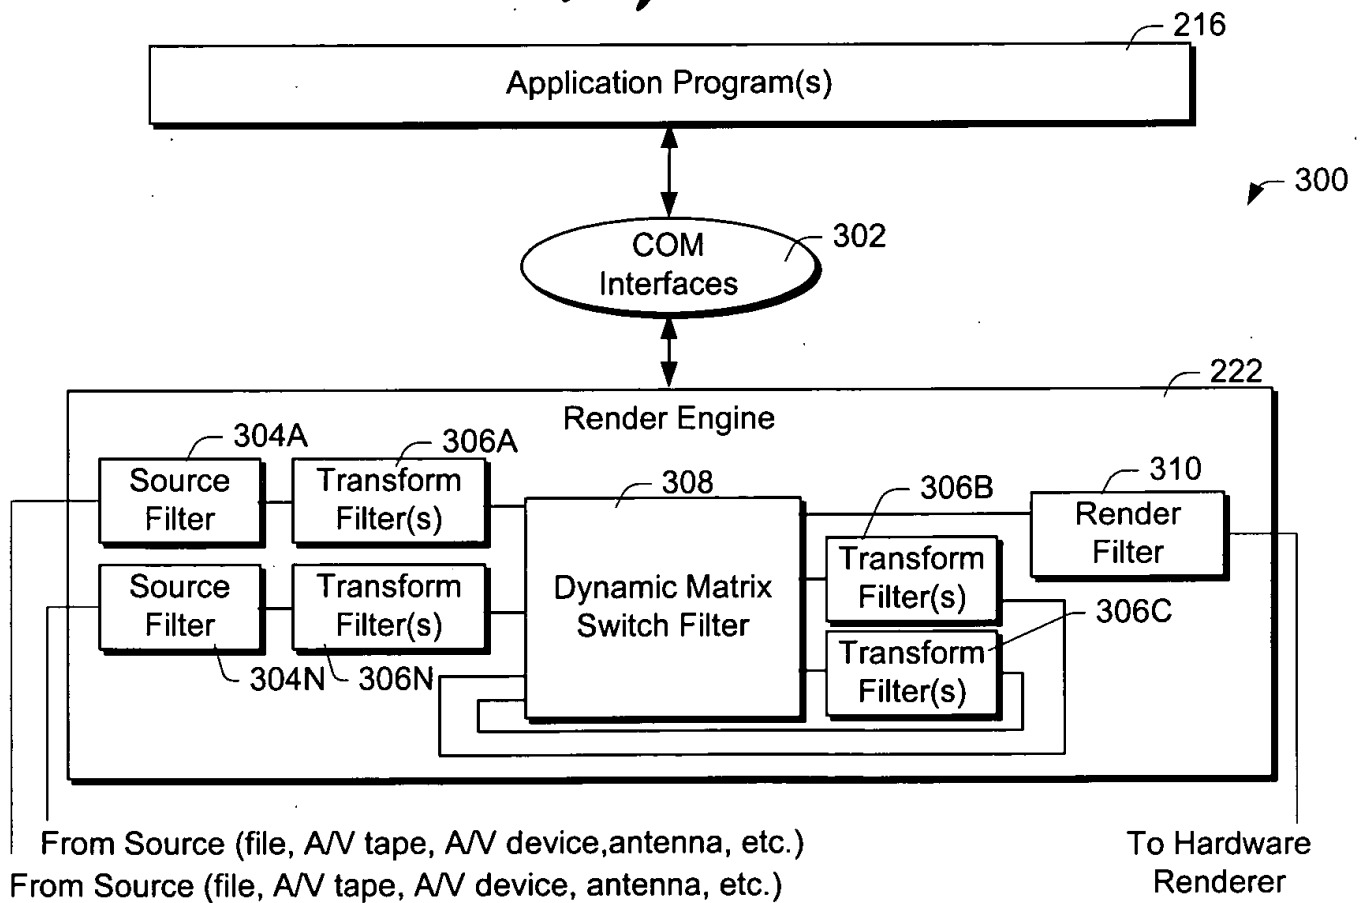 216
Application Program(s)
300
COM
Interfaces
302
222
Render Engine
304A
306A
Source
Filter
Transform
Filter(s)
308
306B
310
Render
Filter
Source
Filter
Transform
Filter(s)
Dynamic Matrix
Switch Filter
Transform
Filter(s)
306C
Transform
Filter(s)
304N
306N
From Source (file, A/V tape, A/V device,antenna, etc.)
From Source (file, A/V tape, A/V device, antenna, etc.)
To Hardware
Renderer